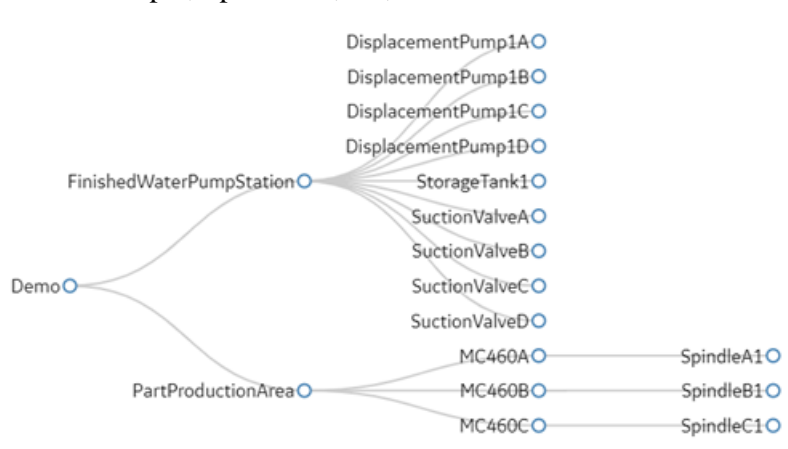 DisplacementPump1A
DisplacementPump1B
DisplacementPump1C
DisplacementPump1D
FinishedWaterPumpStation
StorageTank1
SuctionValveA
SuctionValveB
Demo
SuctionValveC
SuctionValveD
MC460A
SpindleA1
PartProductionArea
MC460B
SpindleB1
MC460C
SpindleC1